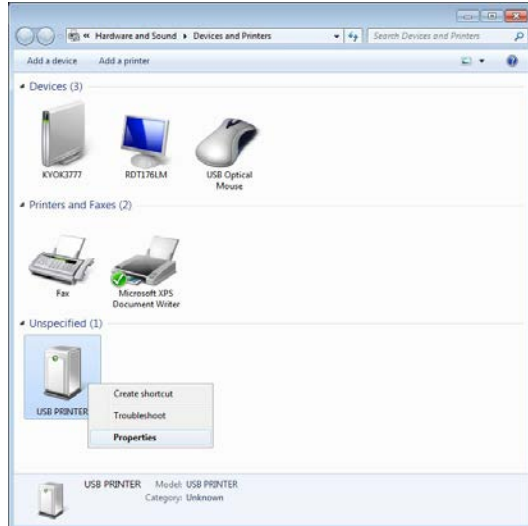 « Hardware and Sound ▸ Devices and Printers
Search Devices and Printers
Add a device Add a printer
Devices (3)
KYOK3777
RDT176LM
USB Optical
Mouse
Printers and Faxes (2)
Fax
Microsoft XPS
Document Writer
Unspecified (1)
USB PRINTER
Create shortcut
Troubleshoot
Properties
USB PRINTER Model: USB PRINTER
Category: Unknown